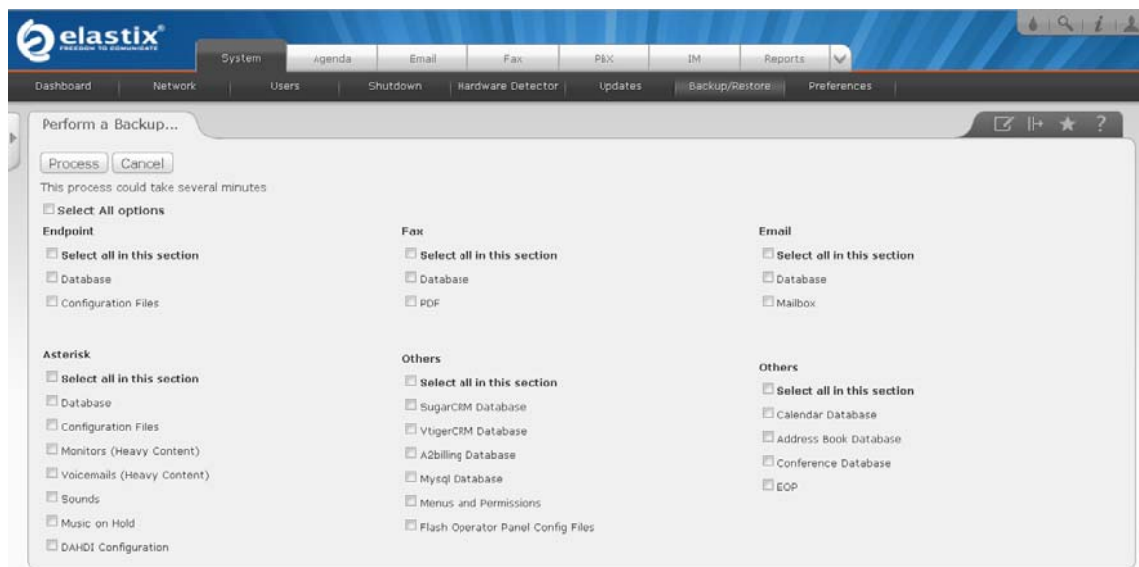 elastix®
FREEDOM TO COMUNICATE
System Agenda Email Fax PBX IM Reports
Dashboard Network Users Shutdown Hardware Detector Updates Backup/Restore Preferences
Perform a Backup...
Process Cancel
This process could take several minutes
Select All options
Endpoint
Select all in this section
Database
Configuration Files
Fax
Select all in this section
Database
PDF
Email
Select all in this section
Database
Mailbox
Asterisk
Select all in this section
Database
Configuration Files
Monitors (Heavy Content)
Voicemails (Heavy Content)
Sounds
Music on Hold
DAHDI Configuration
Others
Select all in this section
SugarCRM Database
VtigerCRM Database
A2billing Database
Mysql Database
Menus and Permissions
Flash Operator Panel Config Files
Others
Select all in this section
Calendar Database
Address Book Database
Conference Database
EOP